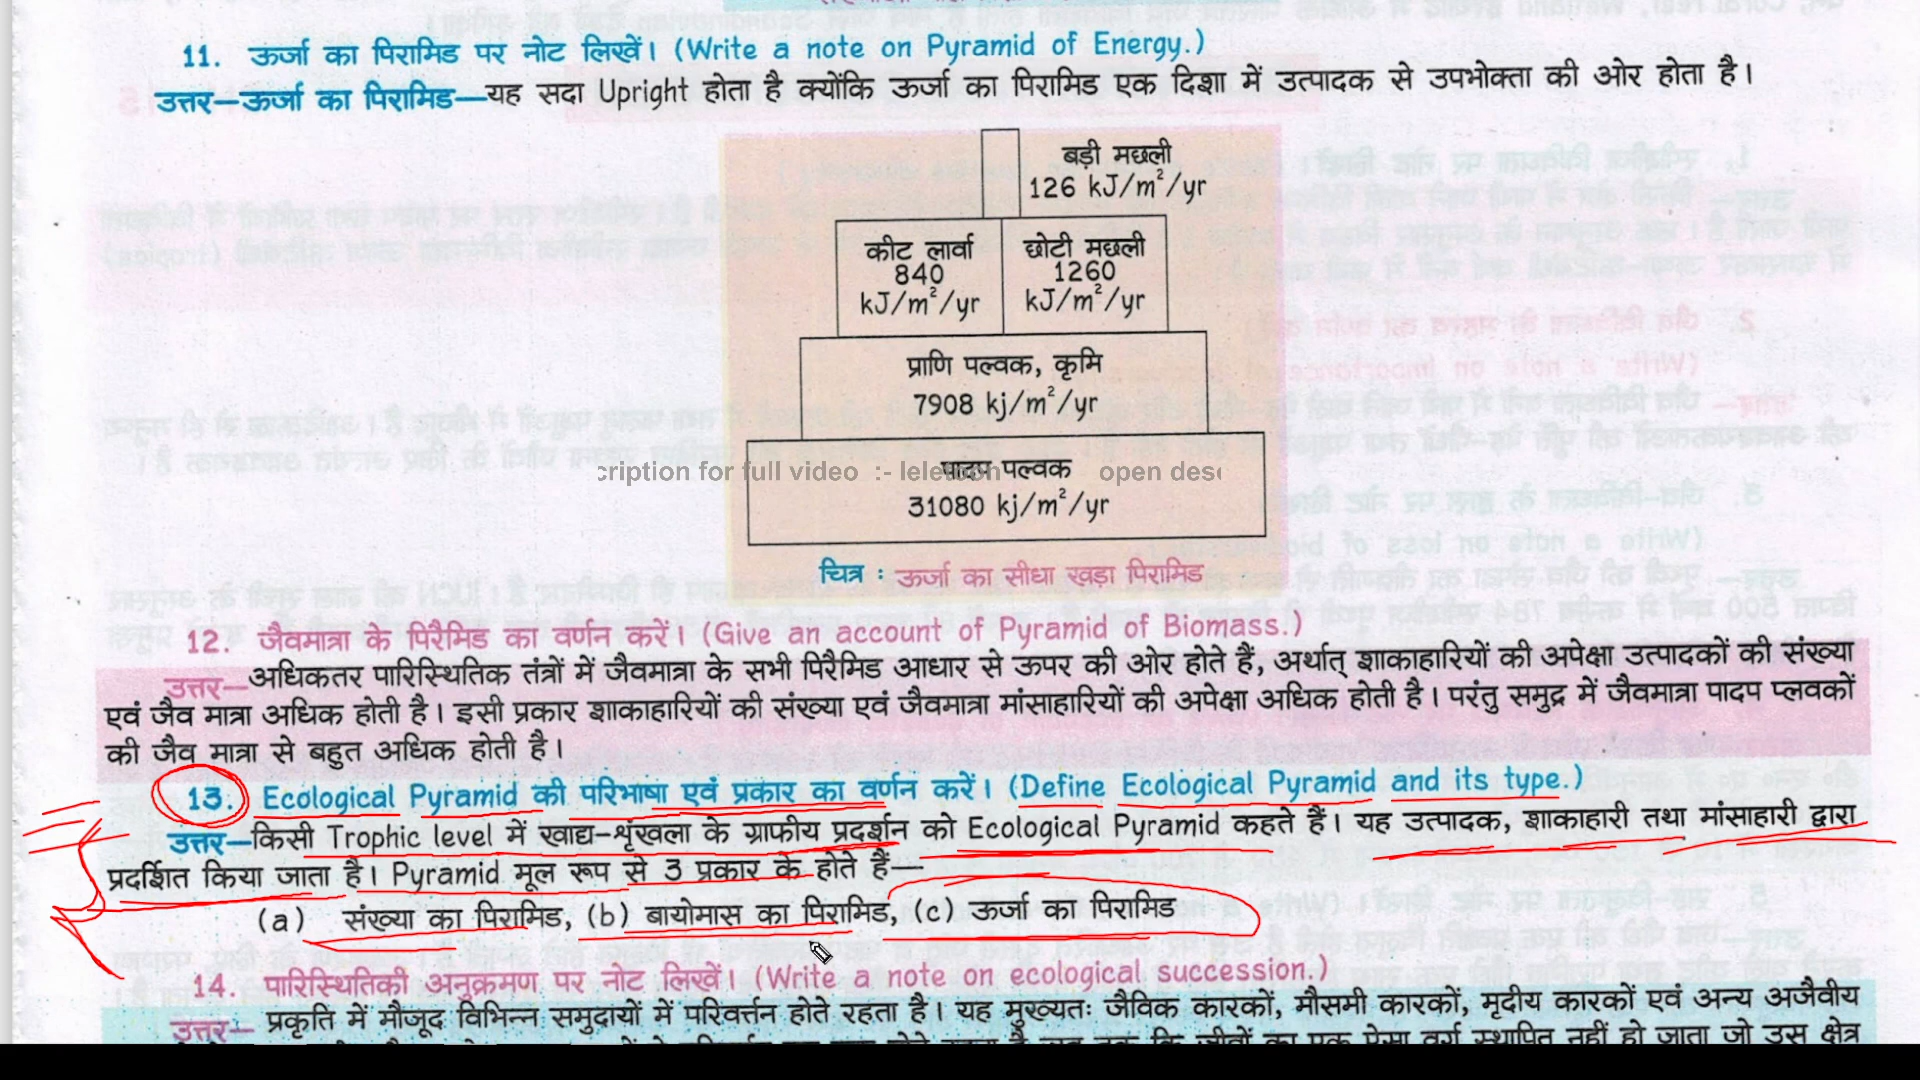 11. ऊर्जा का पिरामिड पर नोट लिखें। (Write a note on Pyramid of Energy.)
उत्तर—ऊर्जा का पिरामिड—यह सदा Upright होता है क्योंकि ऊर्जा का पिरामिड एक दिशा में उत्पादक से उपभोक्ता की ओर होता है।
बड़ी मछली
126 kJ/m²/yr
कीट लार्वा
840
kJ/m²/yr
छोटी मछली
1260
kJ/m²/yr
प्राणि पल्वक, कृमि
7908 kj/m²/yr
पादप पल्वक
cription for full video :- leletoon open des
31080 kj/m²/yr
चित्र : ऊर्जा का सीधा खड़ा पिरामिड
12. जैवमात्रा के पिरैमिड का वर्णन करें। (Give an account of Pyramid of Biomass.)
उत्तर—अधिकतर पारिस्थितिक तंत्रों में जैवमात्रा के सभी पिरैमिड आधार से ऊपर की ओर होते हैं, अर्थात् शाकाहारियों की अपेक्षा उत्पादकों की संख्या
एवं जैव मात्रा अधिक होती है। इसी प्रकार शाकाहारियों की संख्या एवं जैवमात्रा मांसाहारियों की अपेक्षा अधिक होती है। परंतु समुद्र में जैवमात्रा पादप प्लवकों
की जैव मात्रा से बहुत अधिक होती है।
13. Ecological Pyramid की परिभाषा एवं प्रकार का वर्णन करें। (Define Ecological Pyramid and its type.)
उत्तर—किसी Trophic level में खाद्य-शृंखला के ग्राफीय प्रदर्शन को Ecological Pyramid कहते हैं। यह उत्पादक, शाकाहारी तथा मांसाहारी द्वारा
प्रदर्शित किया जाता है। Pyramid मूल रूप से 3 प्रकार के होते हैं—
(a) संख्या का पिरामिड, (b) बायोमास का पिरामिड, (c) ऊर्जा का पिरामिड
14. पारिस्थितिकी अनुक्रमण पर नोट लिखें। (Write a note on ecological succession.)
उत्तर— प्रकृति में मौजूद विभिन्न समुदायों में परिवर्त्तन होते रहता है। यह मुख्यतः जैविक कारकों, मौसमी कारकों, मृदीय कारकों एवं अन्य अजैवीय